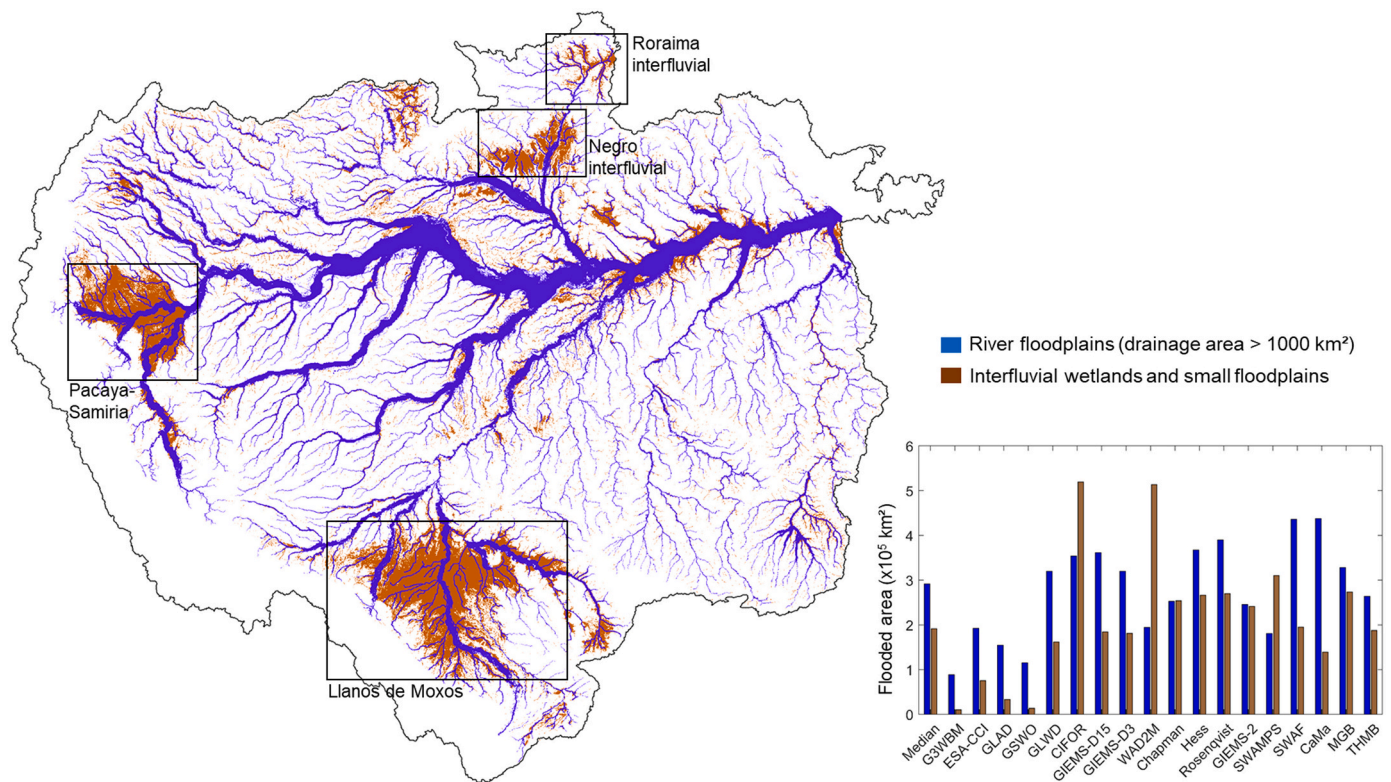 Roraima
interfluvial
Negro
interfluvial
Pacaya-
Samiria
Llanos de Moxos
River floodplains (drainage area > 1000 km²)
Interfluvial wetlands and small floodplains
Flooded area (x10⁵ km²)
6
5
4
3
2
1
0
Median
G3WBM
ESA-CCI
GLAD
GSWO
GLWD
CIFOR
GIEMS-D15
GIEMS-D3
WAD2M
Chapman
Hess
Rosenqvist
GIEMS-2
SWAMPS
SWAF
CaMa
MGB
THMB